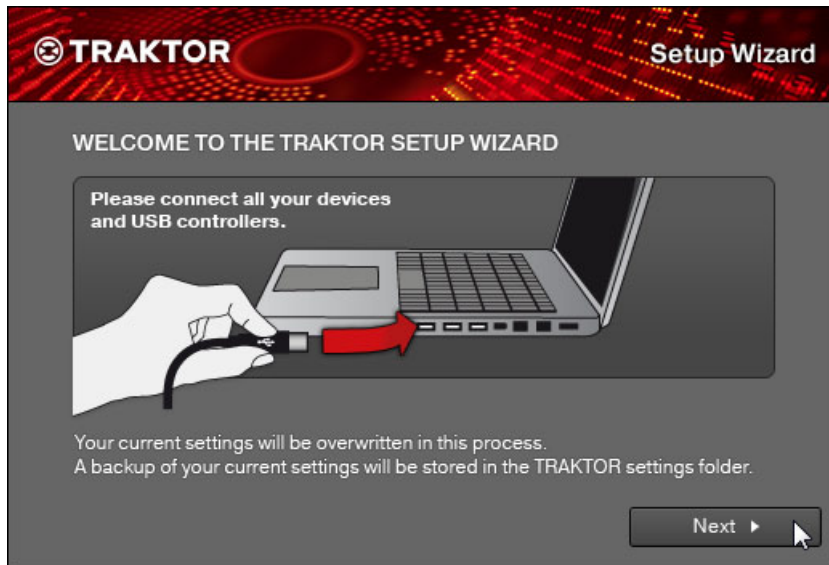 TRAKTOR
Setup Wizard
WELCOME TO THE TRAKTOR SETUP WIZARD
Please connect all your devices
and USB controllers.
Your current settings will be overwritten in this process.
A backup of your current settings will be stored in the TRAKTOR settings folder.
Next